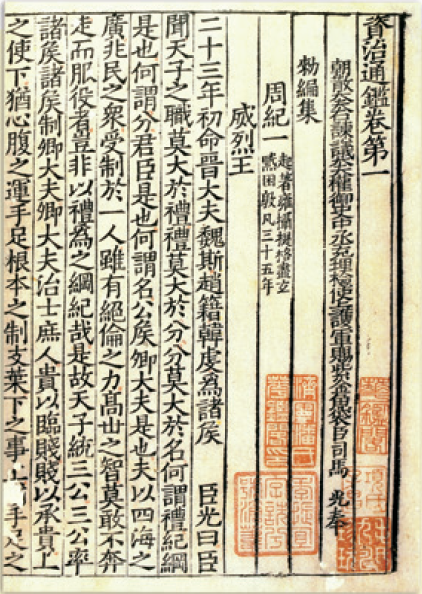 資治通鑑卷第一
朝散大夫右諫議大夫權御史中丞充理檢使上護軍賜紫金魚袋臣司馬 光奉
勑編集
周紀一
起著雍攝提格盡玄
黓困敦凡三十五年
威烈王
二十三年初命晉大夫魏斯趙籍韓虔為諸侯 臣光曰臣
聞天子之職莫大於禮禮莫大於分分莫大於名何謂禮紀綱
是也何謂分君臣是也何謂名公侯卿大夫是也夫以四海之
廣兆民之衆受制於一人雖有絕倫之力高世之智莫敢不奔
走而服役者豈非以禮為之綱紀哉是故天子統三公三公率
諸侯諸侯制卿大夫卿大夫治士庶人貴以臨賤賤以承貴上
之使下猶心腹之運手足根本之制支葉下之事 手足之